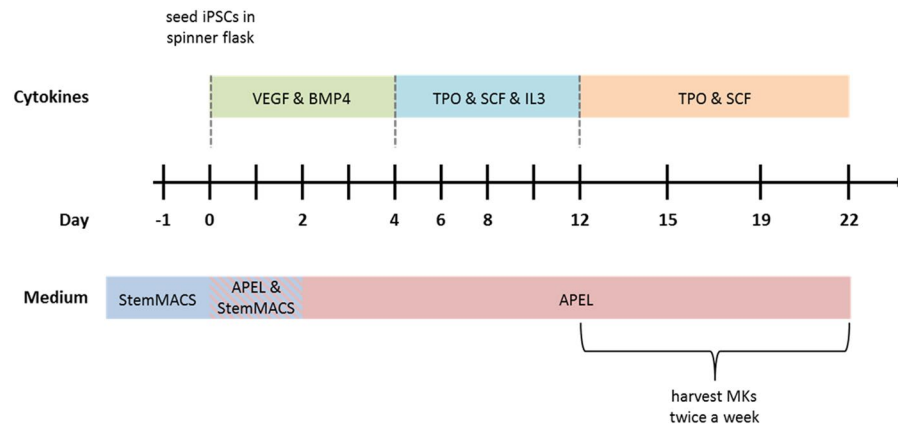 seed iPSCs in
spinner flask
Cytokines
VEGF & BMP4
TPO & SCF & IL3
TPO & SCF
Day
-1 0 2 4 6 8 12 15 19 22
Medium
StemMACS
APEL &
StemMACS
APEL
harvest MKs
twice a week